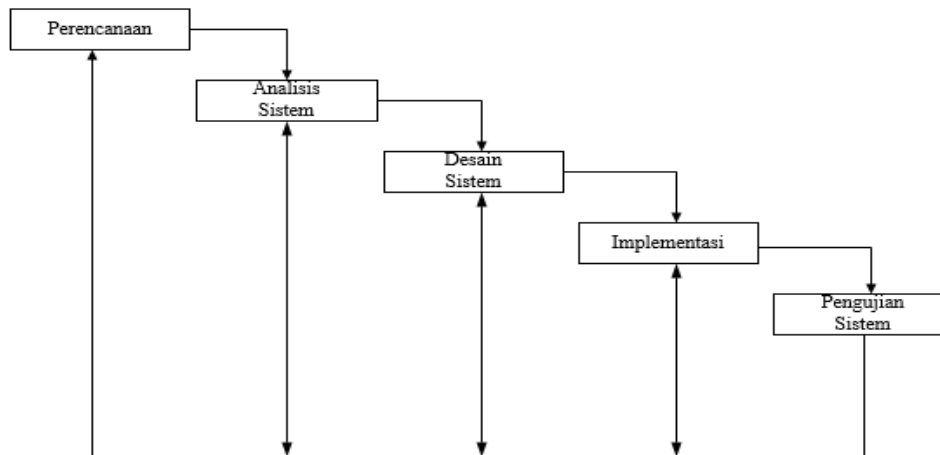 Perencanaan
Analisis
Sistem
Desain
Sistem
Implementasi
Pengujian
Sistem